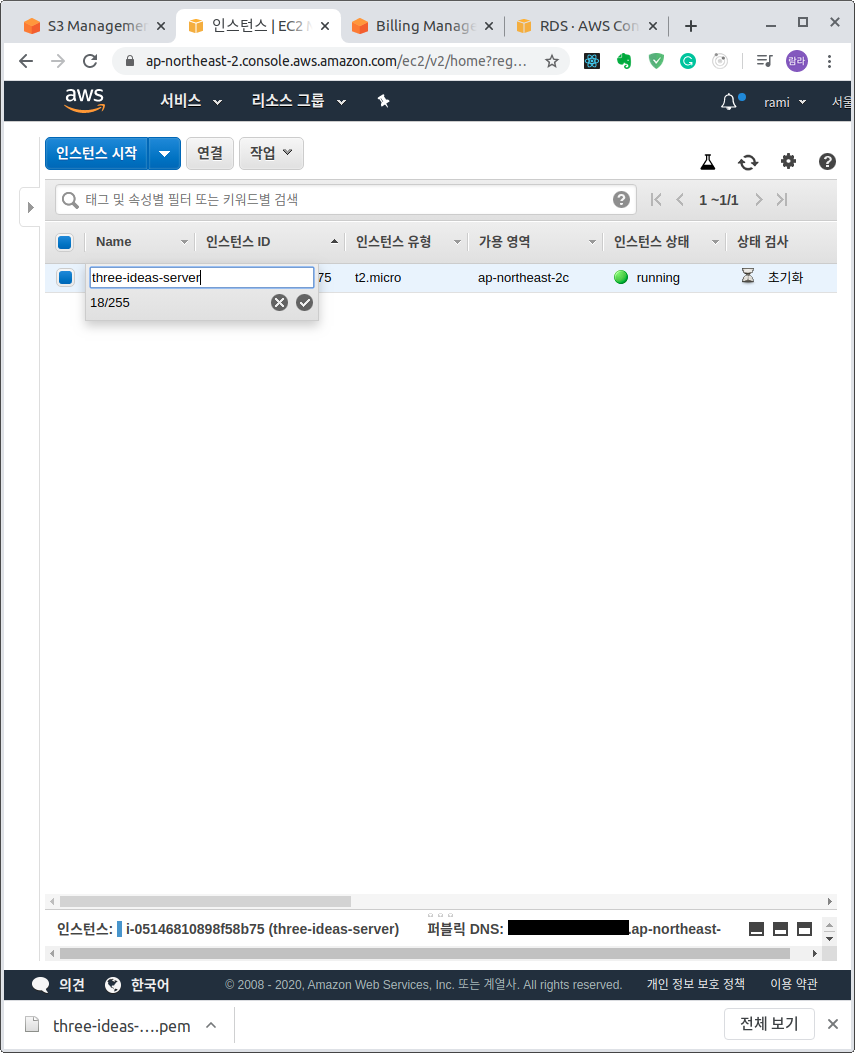 S3 Managemen
인스턴스 | EC2 M
Billing Manage
RDS · AWS Con
ap-northeast-2.console.aws.amazon.com/ec2/v2/home?reg...
람라
aws
서비스
리소스 그룹
rami
서울
인스턴스 시작
연결
작업
태그 및 속성별 필터 또는 키워드별 검색
1 ~1/1
Name
인스턴스 ID
인스턴스 유형
가용 영역
인스턴스 상태
상태 검사
three-ideas-server
75
t2.micro
ap-northeast-2c
running
초기화
18/255
인스턴스: i-05146810898f58b75 (three-ideas-server)
퍼블릭 DNS: .ap-northeast-
의견
한국어
© 2008 - 2020, Amazon Web Services, Inc. 또는 계열사. All rights reserved.
개인 정보 보호 정책
이용 약관
three-ideas-....pem
전체 보기